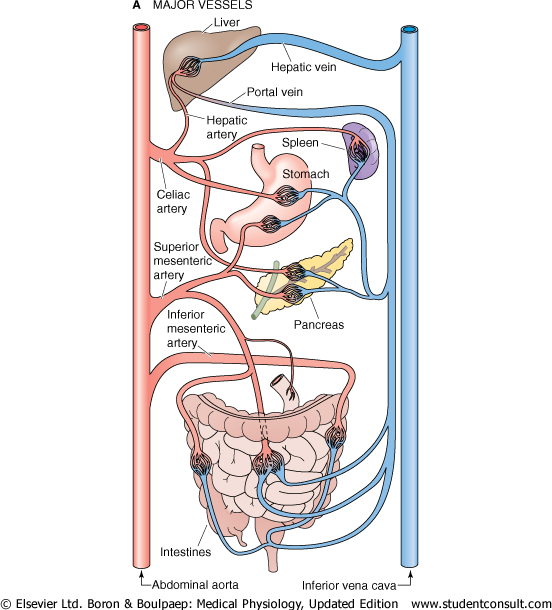 A MAJOR VESSELS
Liver
Hepatic vein
Portal vein
Hepatic
artery
Spleen
Stomach
Celiac
artery
Superior
mesenteric
artery
Pancreas
Inferior
mesenteric
artery
Intestines
Abdominal aorta
Inferior vena cava
© Elsevier Ltd. Boron & Boulpaep: Medical Physiology, Updated Edition www.studentconsult.com